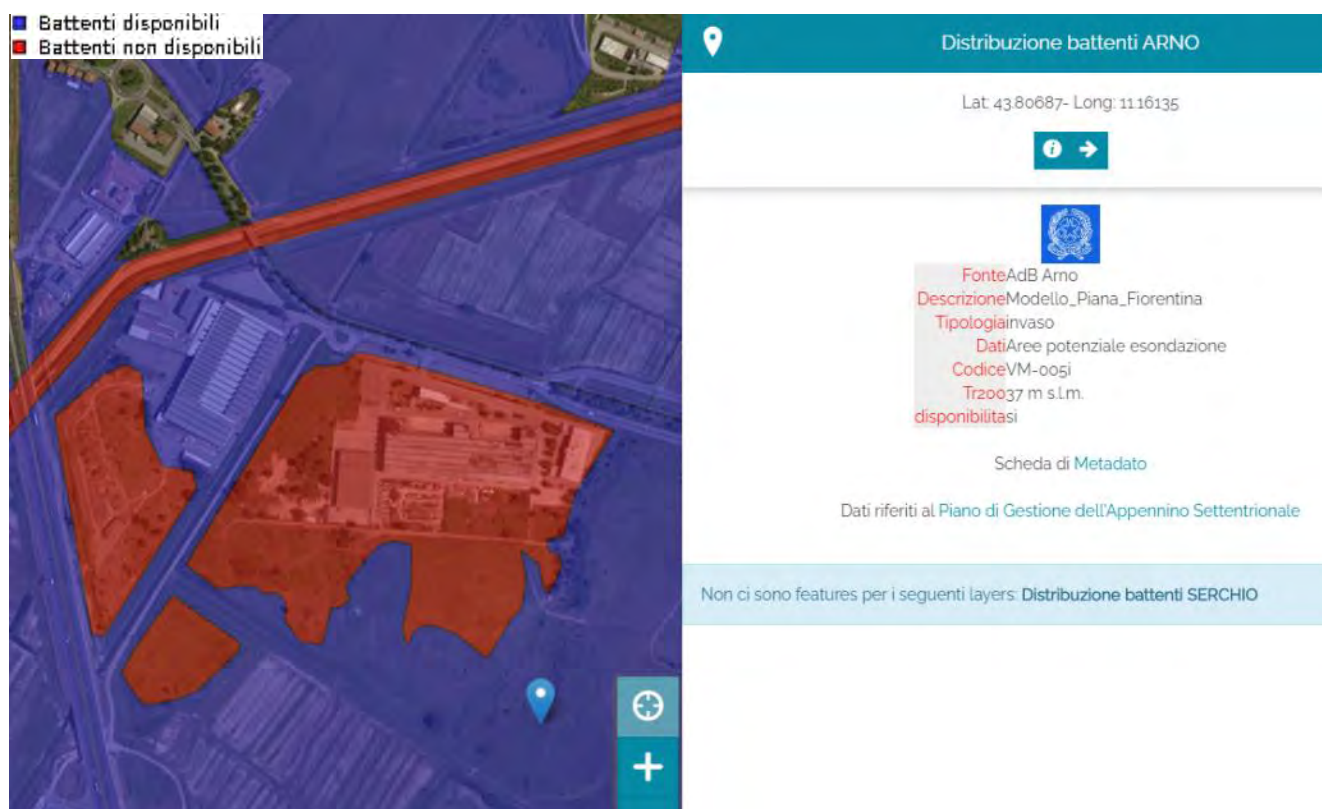 Battenti disponibili
Battenti non disponibili
Distribuzione battenti ARNO
Lat: 43.80687- Long: 11.16135
FonteAdB Arno
DescrizioneModello_Piana_Fiorentina
Tipologiainvaso
DatiAree potenziale esondazione
CodiceVM-005i
Tr20037 m s.l.m.
disponibilitasi
Scheda di Metadato
Dati riferiti al Piano di Gestione dell'Appennino Settentrionale
Non ci sono features per i seguenti layers: Distribuzione battenti SERCHIO